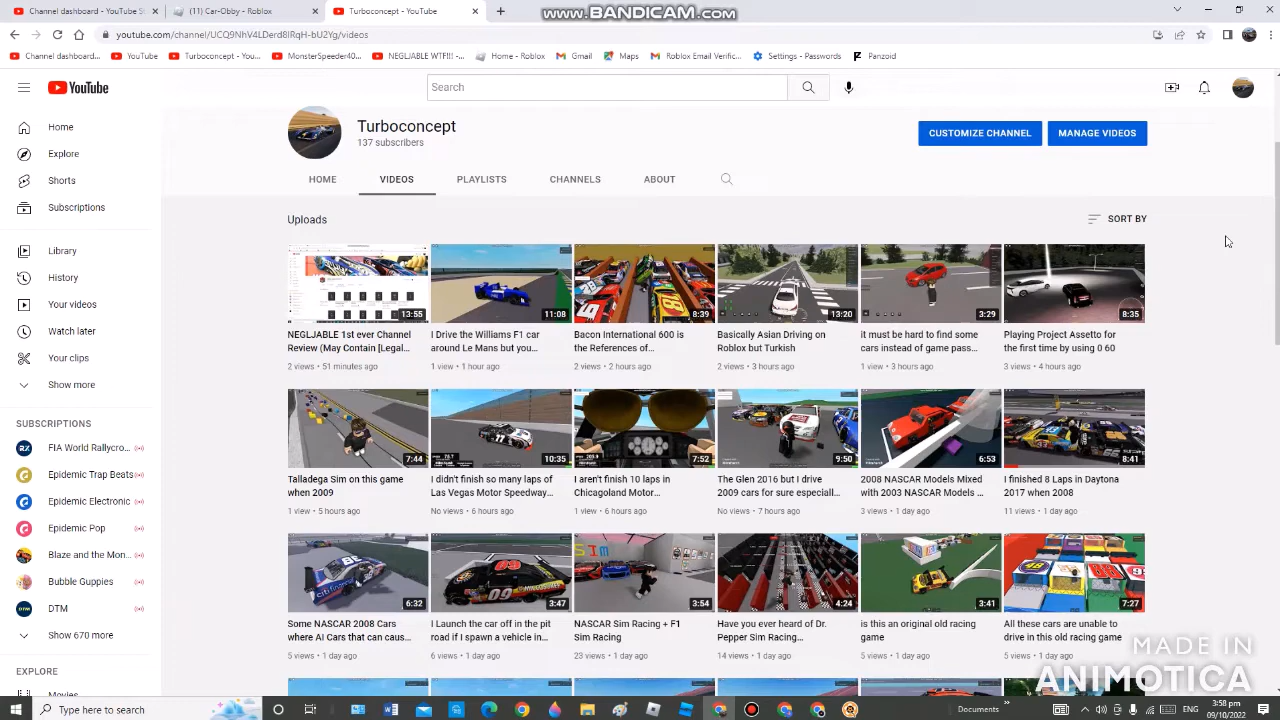 Channel dashboard - YouTube St
(11) Car-Obby - Roblox
Turboconcept - YouTube
WWW.BANDICAM.COM
youtube.com/channel/UCQ9NhV4LDerd8lRqH-bU2Yg/videos
Channel dashboard...
YouTube
Turboconcept - You...
MonsterSpeeder40...
NEGLJABLE WTF!!! -...
Home - Roblox
Gmail
Maps
Roblox Email Verific...
Settings - Passwords
Panzoid
YouTube
Search
Home
Explore
Shorts
Subscriptions
Library
History
Your videos
Watch later
Your clips
Show more
SUBSCRIPTIONS
FIA World Rallycro...
Epidemic Trap Beats
Epidemic Electronic
Epidemic Pop
Blaze and the Mon...
Bubble Guppies
DTM
Show 670 more
EXPLORE
Movies
Turboconcept
137 subscribers
CUSTOMIZE CHANNEL
MANAGE VIDEOS
HOME
VIDEOS
PLAYLISTS
CHANNELS
ABOUT
Uploads
SORT BY
13:55
11:08
8:39
13:20
3:29
8:35
NEGLJABLE 1st ever Channel
Review (May Contain [Legal...
2 views • 51 minutes ago
I Drive the Williams F1 car
around Le Mans but you...
1 view • 1 hour ago
Bacon International 600 is
the References of...
2 views • 2 hours ago
Basically Asian Driving on
Roblox but Turkish
2 views • 3 hours ago
it must be hard to find some
cars instead of game pass...
1 view • 3 hours ago
Playing Project Assetto for
the first time by using 0 60
3 views • 4 hours ago
7:44
10:35
7:52
9:50
6:53
8:41
Talladega Sim on this game
when 2009
1 view • 5 hours ago
I didn't finish so many laps of
Las Vegas Motor Speedway...
No views • 6 hours ago
I aren't finish 10 laps in
Chicagoland Motor...
1 view • 6 hours ago
The Glen 2016 but I drive
2009 cars for sure especiall...
No views • 7 hours ago
2008 NASCAR Models Mixed
with 2003 NASCAR Models ...
3 views • 1 day ago
I finished 8 Laps in Daytona
2017 when 2008
11 views • 1 day ago
6:32
3:47
3:54
4:24
3:41
7:27
Some NASCAR 2008 Cars
where AI Cars that can caus...
5 views • 1 day ago
I Launch the car off in the pit
road if I spawn a vehicle in...
6 views • 1 day ago
NASCAR Sim Racing + F1
Sim Racing
23 views • 1 day ago
Have you ever heard of Dr.
Pepper Sim Racing...
14 views • 1 day ago
is this an original old racing
game
5 views • 1 day ago
All these cars are unable to
drive in this old racing game
5 views • 1 day ago
MADE IN
ANIMOTICA
Type here to search
Documents
ENG
3:58 pm
09/10/2022